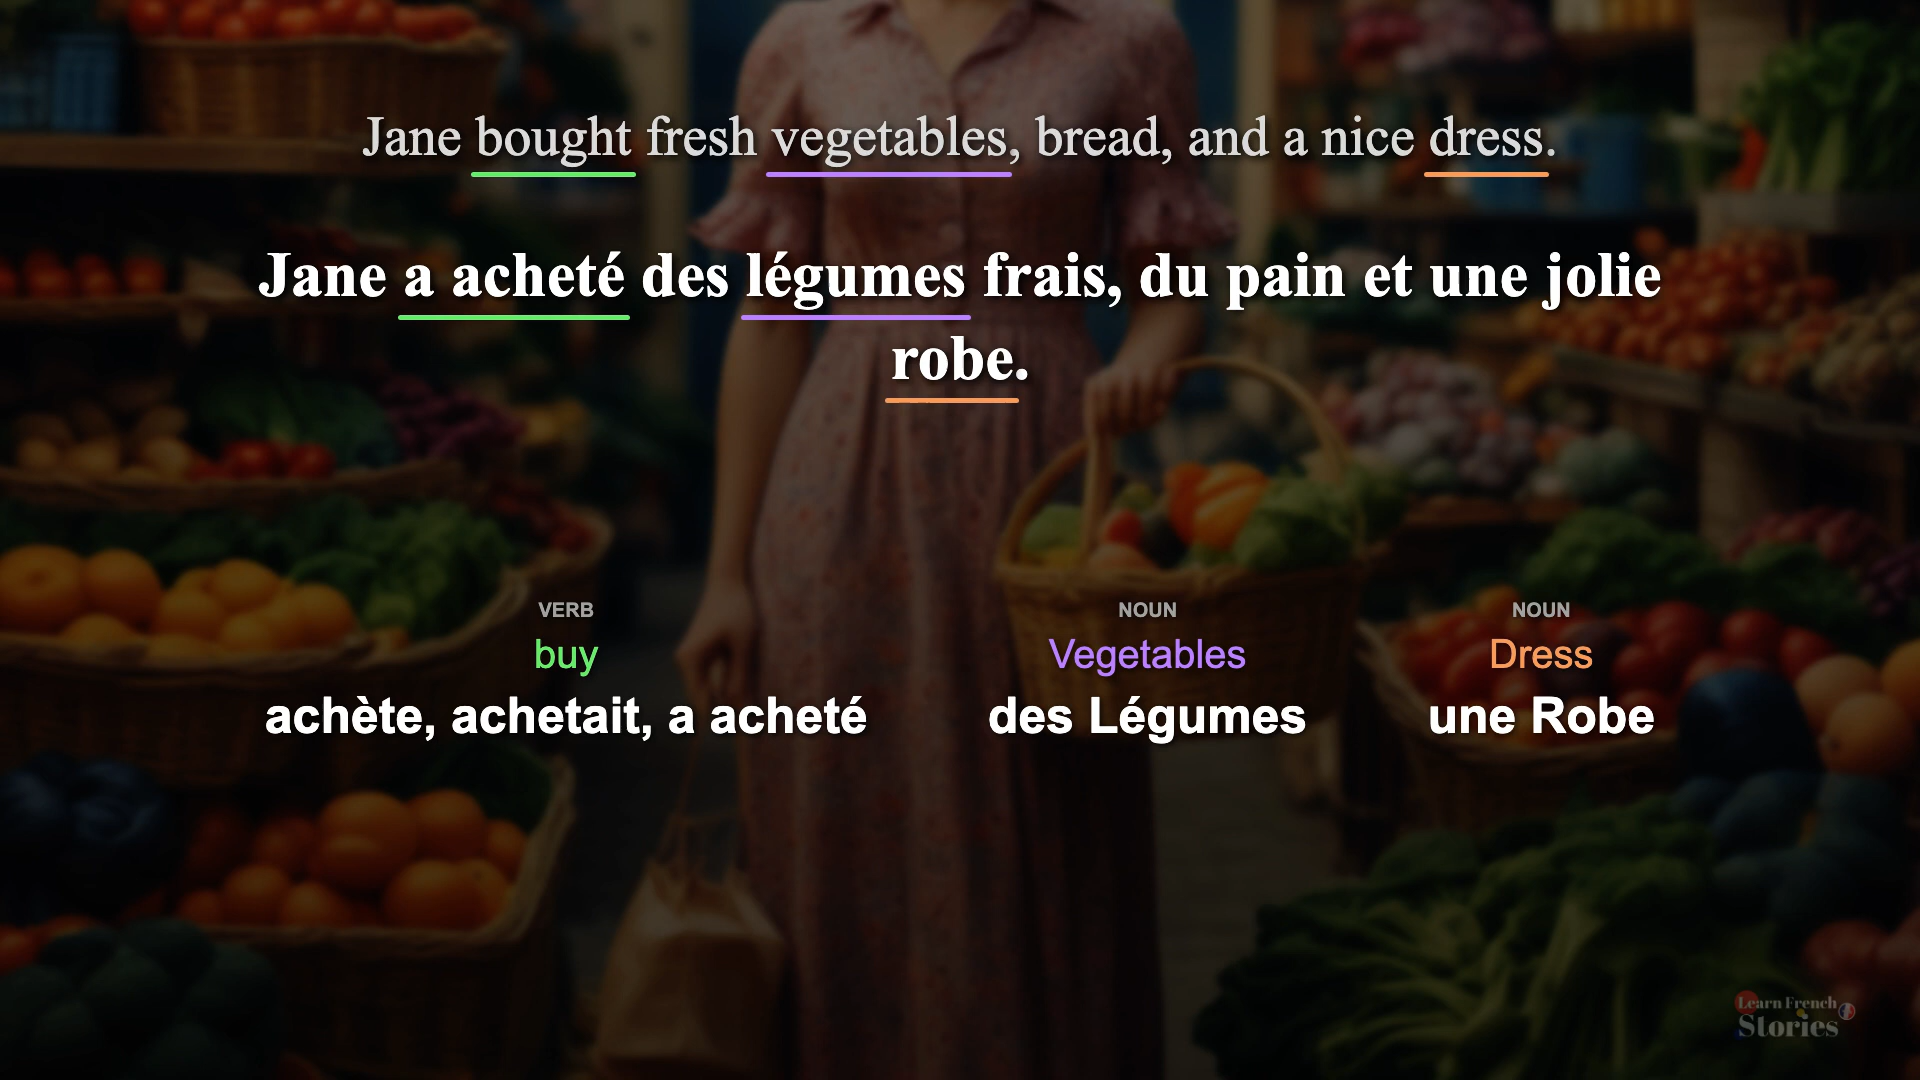 Jane bought fresh vegetables, bread, and a nice dress.
Jane a acheté des légumes frais, du pain et une jolie
robe.
VERB
buy
achète, achetait, a acheté
NOUN
Vegetables
des Légumes
NOUN
Dress
une Robe
Learn French
Stories